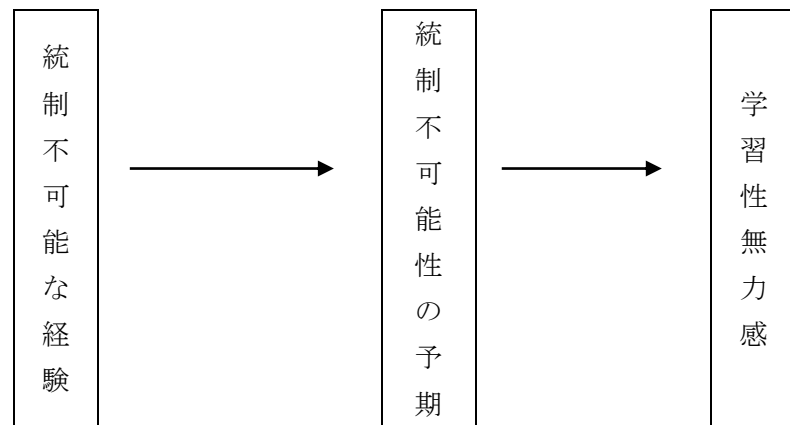 統制不可能な経験
統制不可能性の予期
学習性無力感